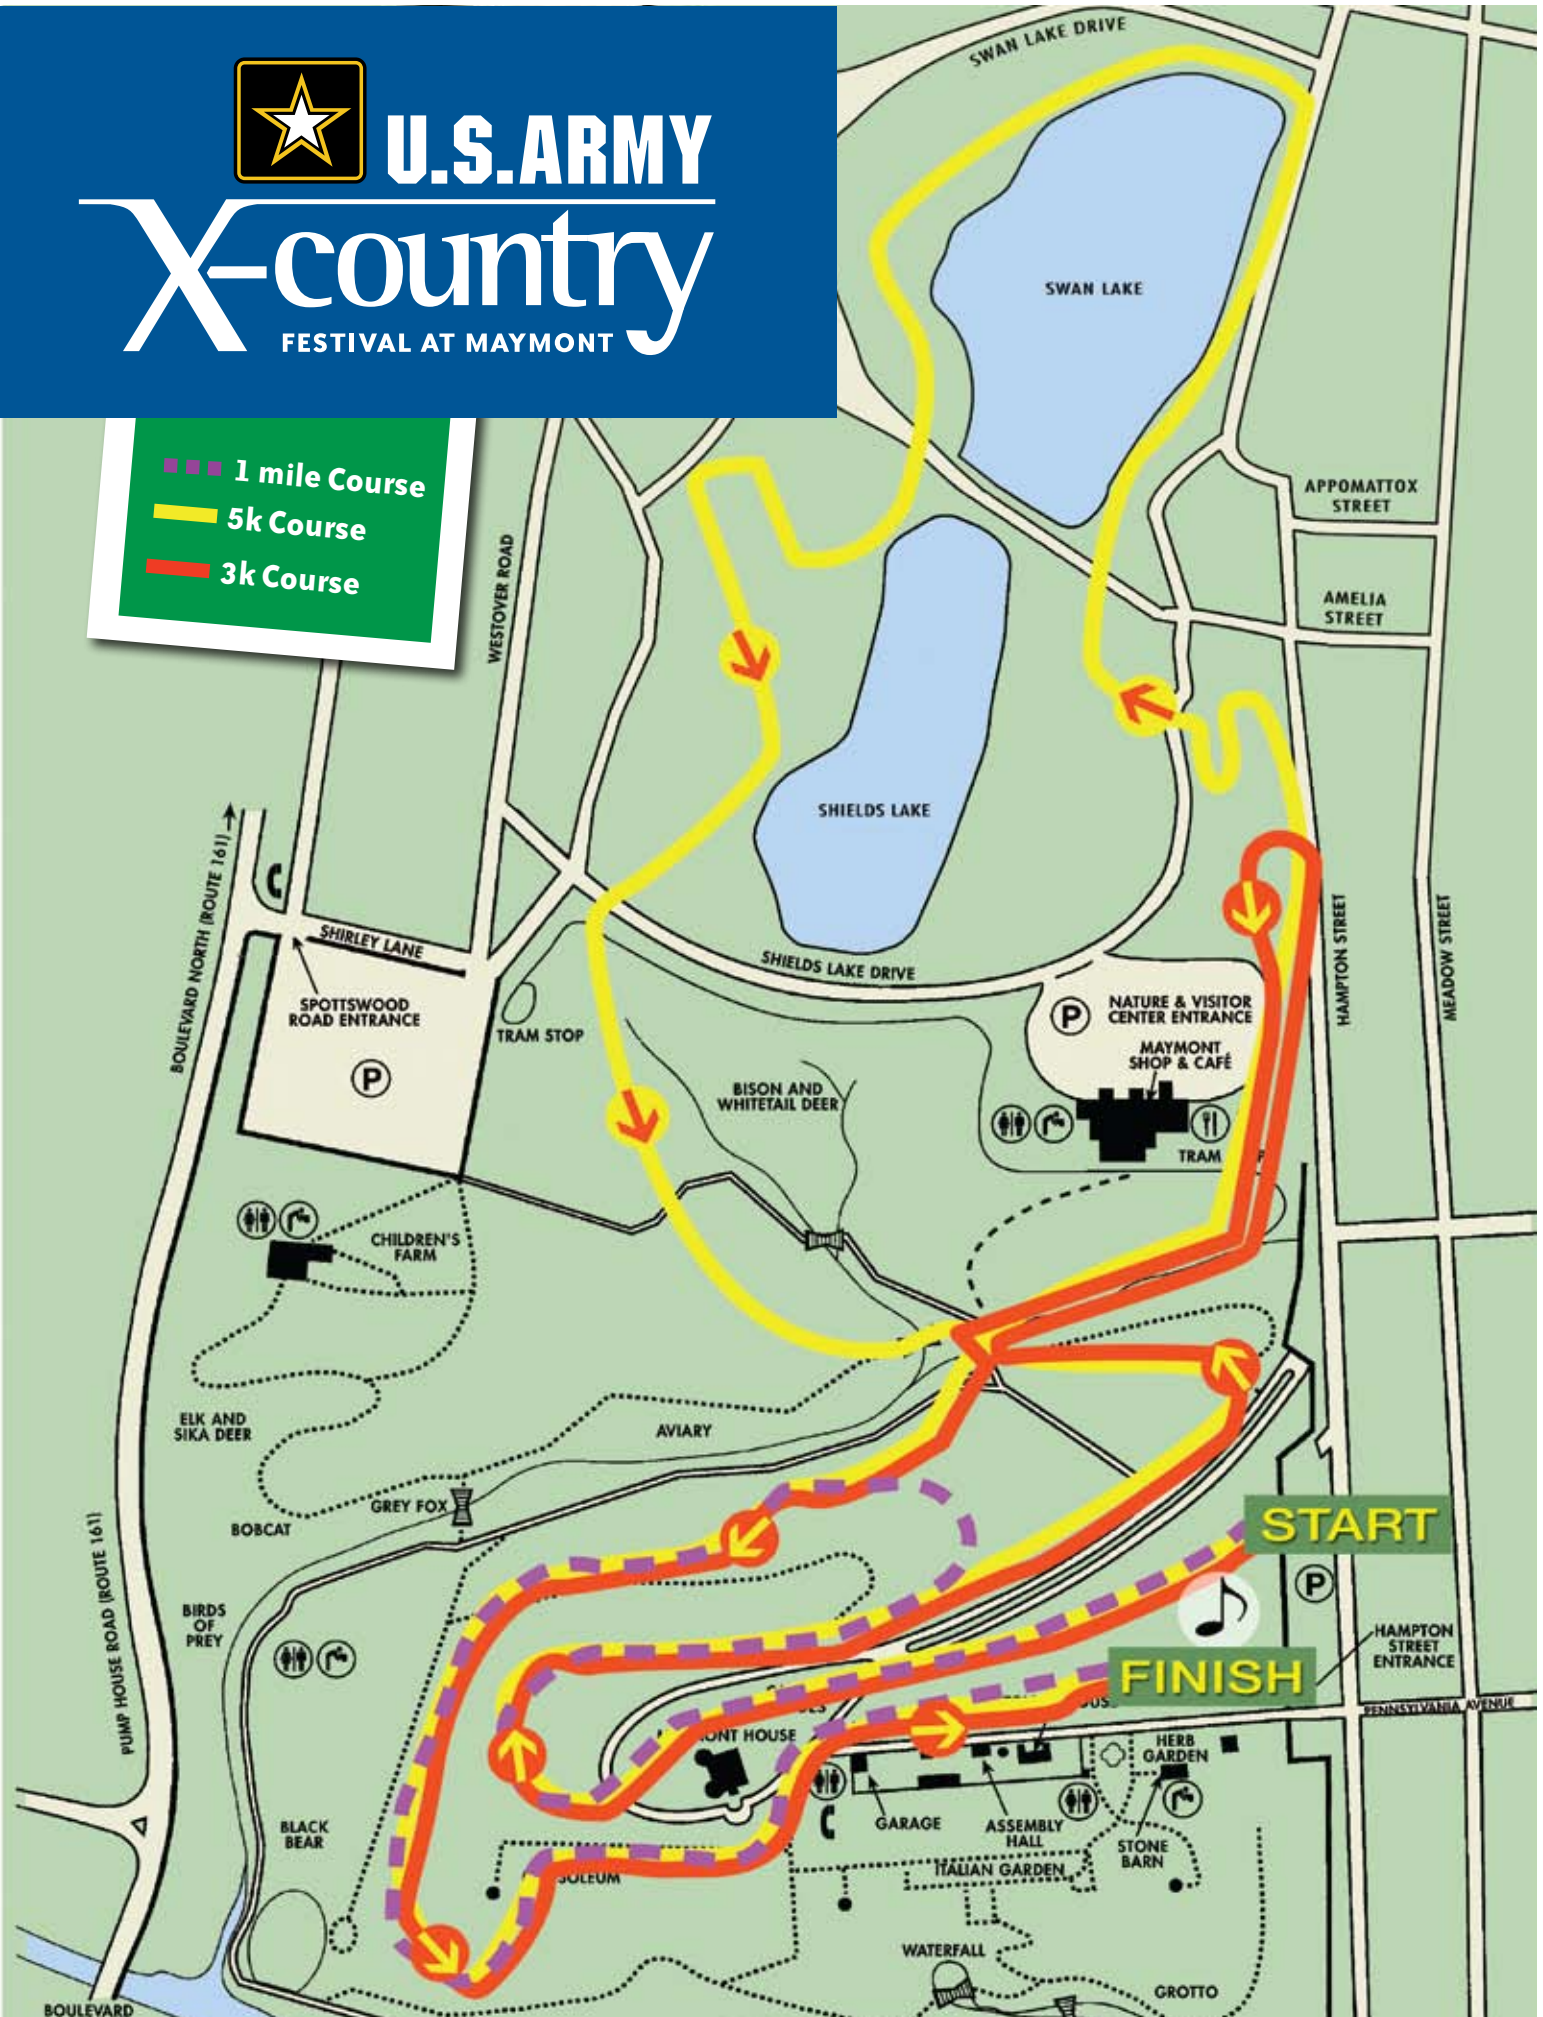 U.S.ARMY
X-country
FESTIVAL AT MAYMONT
1 mile Course
5k Course
3k Course
SWAN LAKE DRIVE
SWAN LAKE
APPOMATTOX
STREET
AMELIA
STREET
WESTOVER ROAD
SHIELDS LAKE
BOULEVARD NORTH (ROUTE 161)
SHIRLEY LANE
SHIELDS LAKE DRIVE
HAMPTON STREET
MEADOW STREET
SPOTTSWOOD
ROAD ENTRANCE
P
TRAM STOP
P
NATURE & VISITOR
CENTER ENTRANCE
MAYMONT
SHOP & CAFÉ
BISON AND
WHITETAIL DEER
TRAM
CHILDREN'S
FARM
ELK AND
SIKA DEER
AVIARY
GREY FOX
BOBCAT
START
P
PUMP HOUSE ROAD (ROUTE 161)
BIRDS
OF
PREY
HAMPTON
STREET
ENTRANCE
FINISH
PENNSYLVANIA AVENUE
HOUSE
HERB
GARDEN
BLACK
BEAR
GARAGE
ASSEMBLY
HALL
STONE
BARN
ITALIAN GARDEN
WATERFALL
GROTTO
BOULEVARD